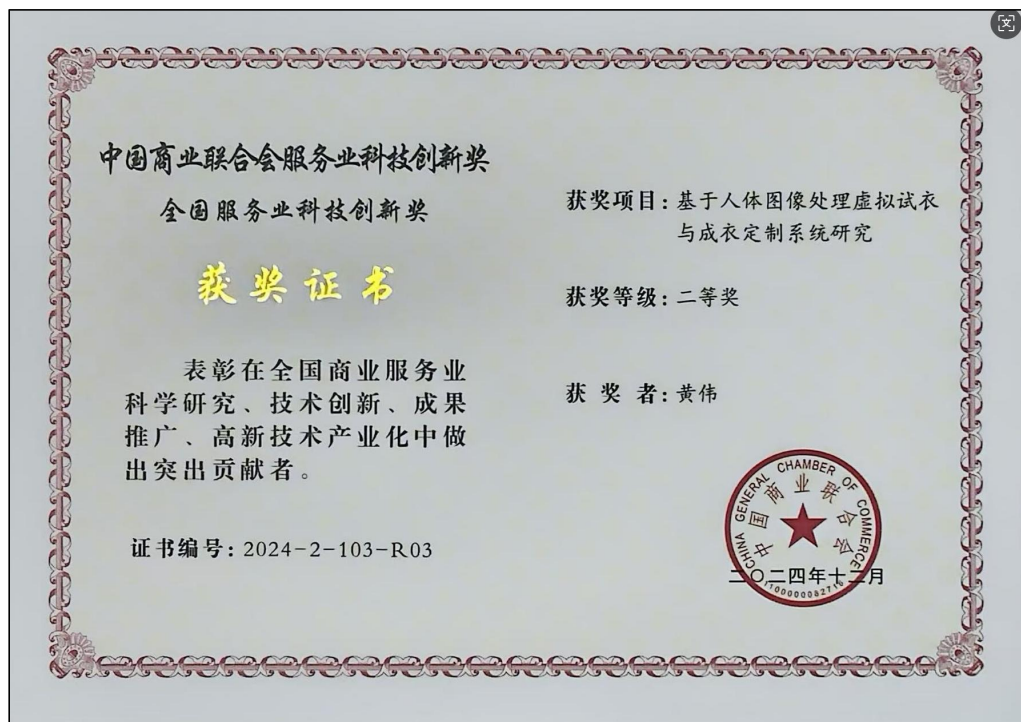 中国商业联合会服务业科技创新奖
全国服务业科技创新奖
获奖证书
表彰在全国商业服务业
科学研究、技术创新、成果
推广、高新技术产业化中做
出突出贡献者。
证书编号: 2024-2-103-R03
获奖项目: 基于人体图像处理虚拟试衣
与成衣定制系统研究
获奖等级: 二等奖
获 奖 者: 黄伟
CHINA GENERAL CHAMBER OF COMMERCE
中国商业联合会
二〇二四年十二月